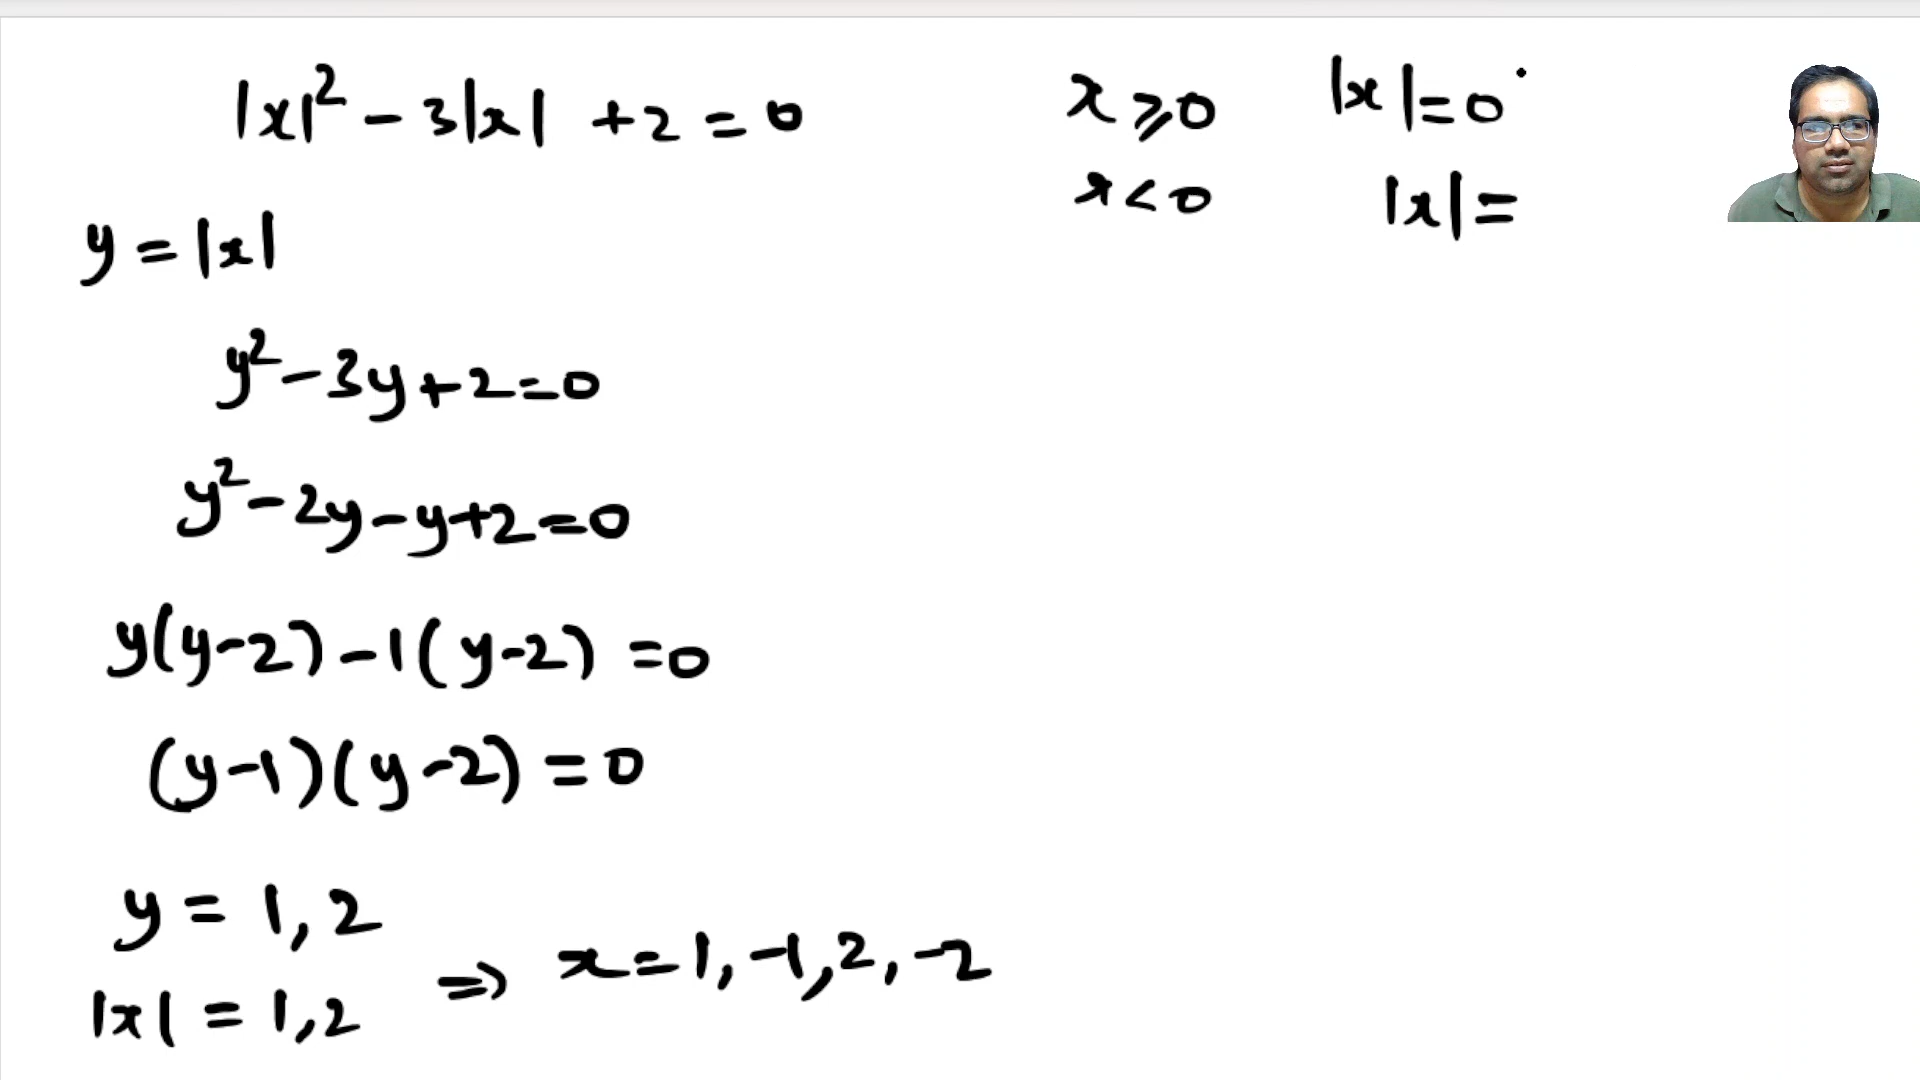 |x|² - 3|x| + 2 = 0
x ⩾ 0 |x| = 0
x < 0 |x| =
y = |x|
y² - 3y + 2 = 0
y² - 2y - y + 2 = 0
y(y-2) - 1(y-2) = 0
(y-1)(y-2) = 0
y = 1, 2
|x| = 1, 2 ⇒ x = 1, -1, 2, -2